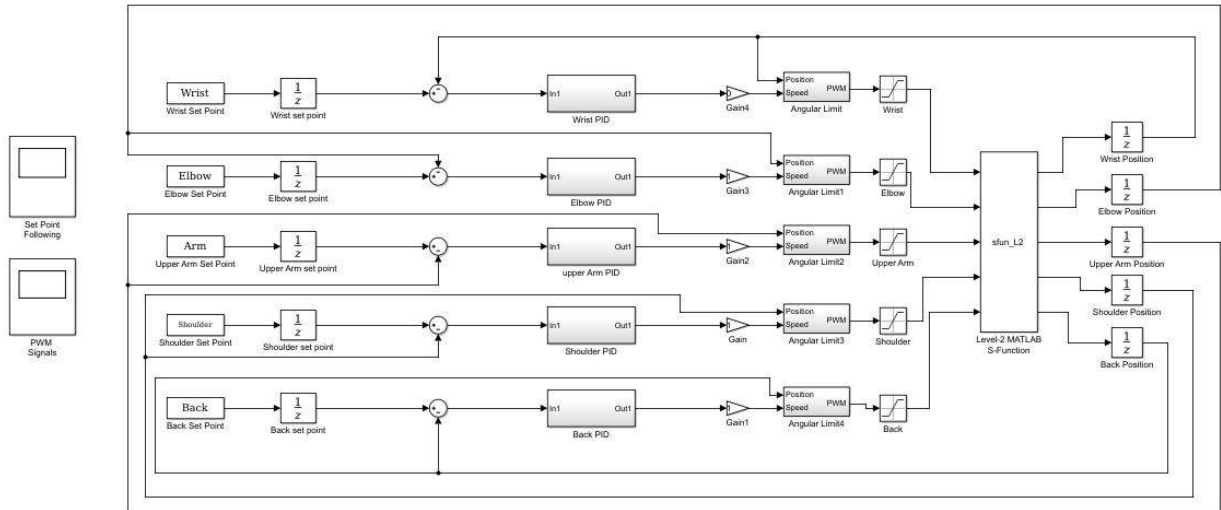 Wrist
Wrist Set Point
1
z
Wrist set point
In1
Out1
Wrist PID
0
Gain4
Position
Speed
PWM
Angular Limit
Wrist
Elbow
Elbow Set Point
1
z
Elbow set point
In1
Out1
Elbow PID
1
Gain3
Position
Speed
PWM
Angular Limit1
Elbow
Arm
Upper Arm Set Point
1
z
Upper Arm set point
In1
Out1
upper Arm PID
1
Gain2
Position
Speed
PWM
Angular Limit2
Upper Arm
Shoulder
Shoulder Set Point
1
z
Shoulder set point
In1
Out1
Shoulder PID
1
Gain
Position
Speed
PWM
Angular Limit3
Shoulder
Back
Back Set Point
1
z
Back set point
In1
Out1
Back PID
1
Gain1
Position
Speed
PWM
Angular Limit4
Back
sfun_L2
Level-2 MATLAB
S-Function
1
z
Wrist Position
1
z
Elbow Position
1
z
Upper Arm Position
1
z
Shoulder Position
1
z
Back Position
Set Point
Following
PWM
Signals